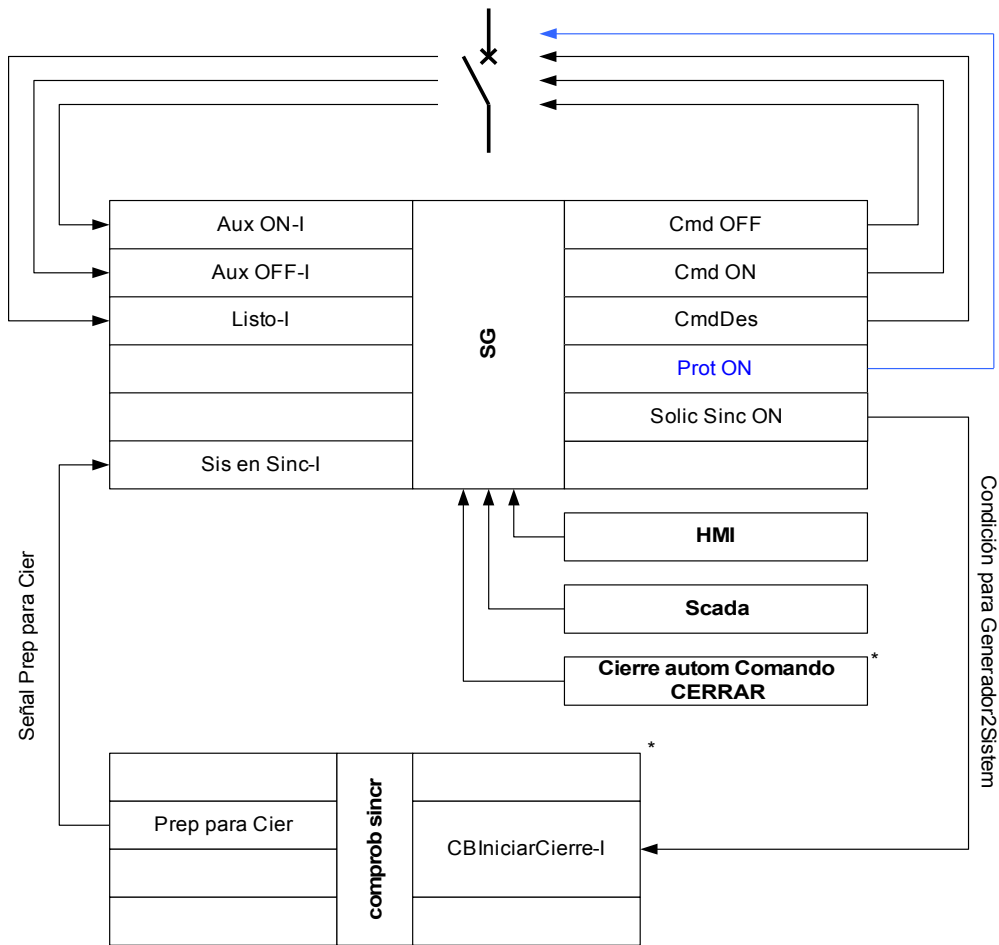 Aux ON-I
Aux OFF-I
Listo-I
Sis en Sinc-I
SG
Cmd OFF
Cmd ON
CmdDes
Prot ON
Solic Sinc ON
HMI
Scada
Cierre autom Comando
CERRAR
*
Señal Prep para Cier
Condición para Generador2Sistem
*
Prep para Cier
comprob sincr
CBIniciarCierre-I